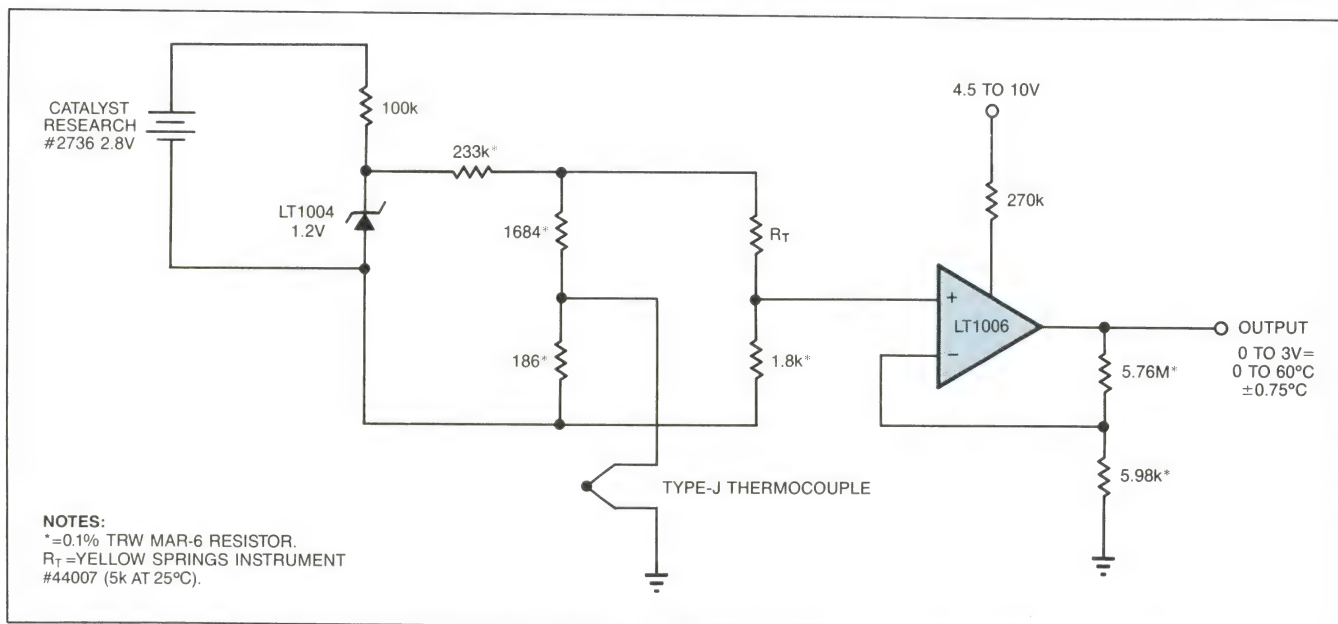 CATALYST
RESEARCH
#2736 2.8V
100k
233k*
LT1004
1.2V
1684*
186*
RT
1.8k*
4.5 TO 10V
270k
+
LT1006
−
OUTPUT
0 TO 3V=
0 TO 60°C
±0.75°C
5.76M*
5.98k*
TYPE-J THERMOCOUPLE
NOTES:
*=0.1% TRW MAR-6 RESISTOR.
RT=YELLOW SPRINGS INSTRUMENT
#44007 (5k AT 25°C).